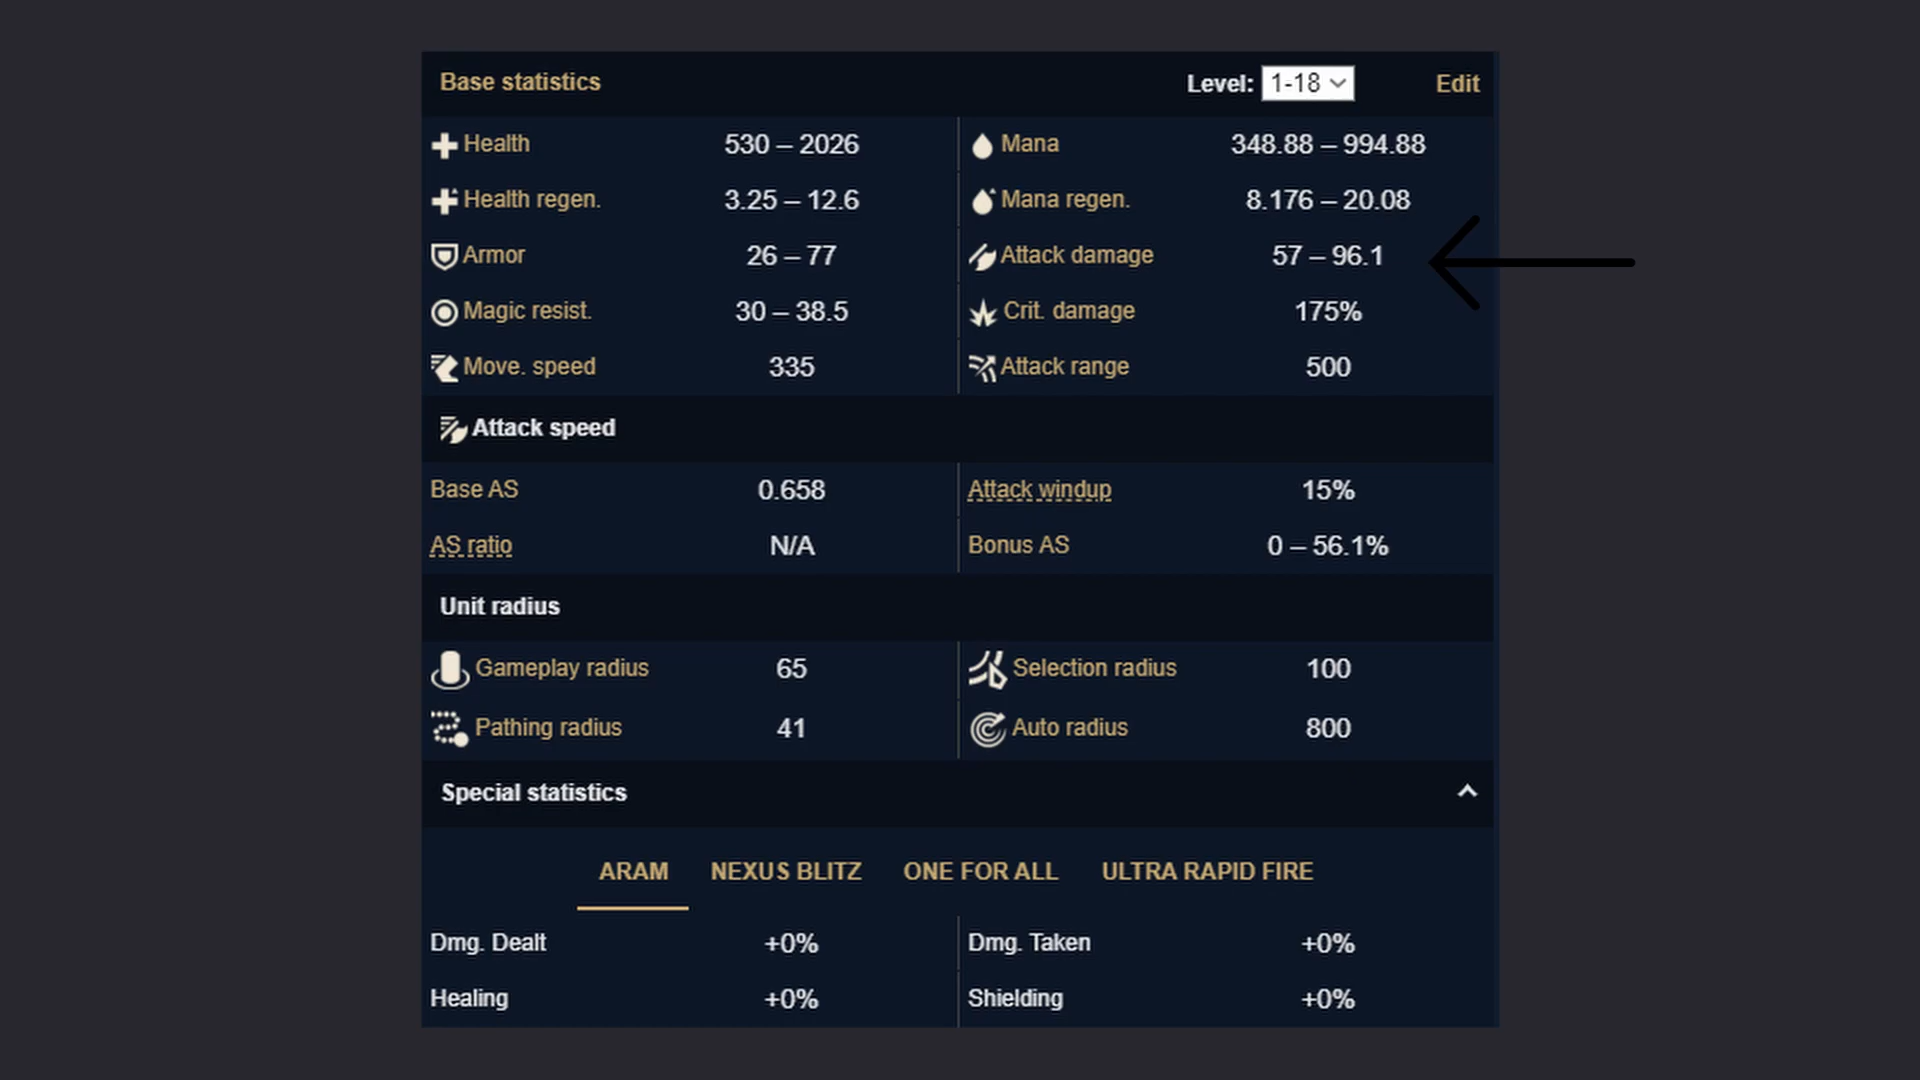 Base statistics Level: 1-18 Edit
Health 530 – 2026 Mana 348.88 – 994.88
Health regen. 3.25 – 12.6 Mana regen. 8.176 – 20.08
Armor 26 – 77 Attack damage 57 – 96.1
Magic resist. 30 – 38.5 Crit. damage 175%
Move. speed 335 Attack range 500
Attack speed
Base AS 0.658 Attack windup 15%
AS ratio N/A Bonus AS 0 – 56.1%
Unit radius
Gameplay radius 65 Selection radius 100
Pathing radius 41 Auto radius 800
Special statistics
ARAM NEXUS BLITZ ONE FOR ALL ULTRA RAPID FIRE
Dmg. Dealt +0% Dmg. Taken +0%
Healing +0% Shielding +0%